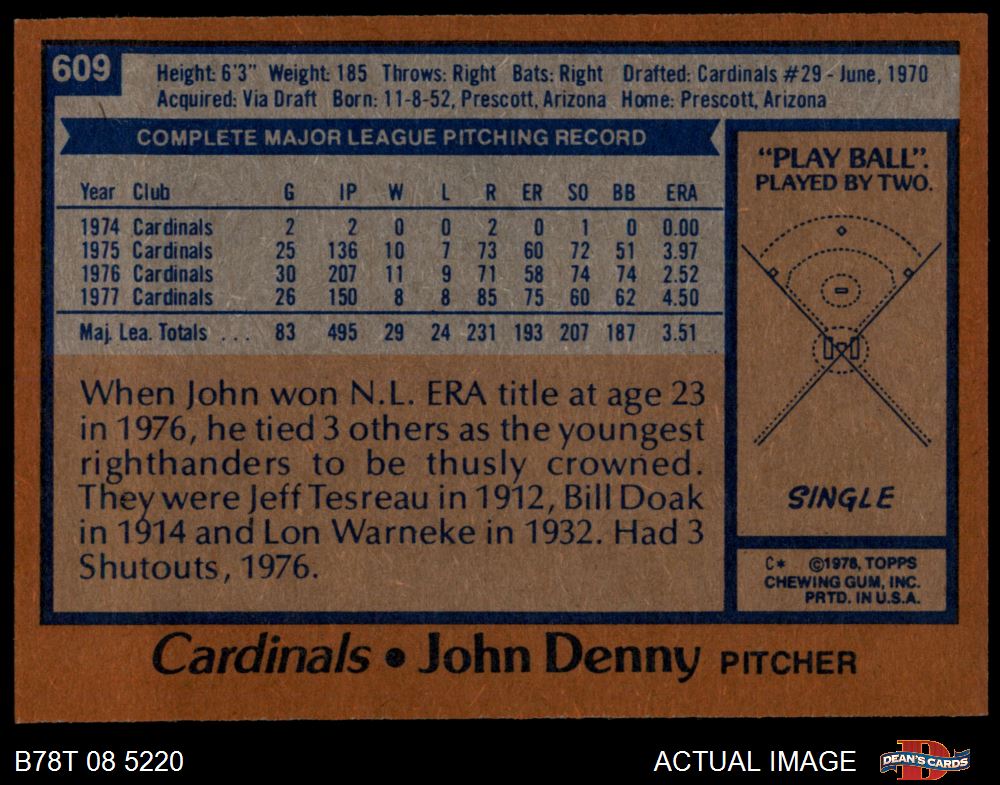 609
Height: 6'3" Weight: 185 Throws: Right Bats: Right Drafted: Cardinals #29 - June, 1970
Acquired: Via Draft Born: 11-8-52, Prescott, Arizona Home: Prescott, Arizona
COMPLETE MAJOR LEAGUE PITCHING RECORD
Year Club G IP W L R ER SO BB ERA
1974 Cardinals 2 2 0 0 2 0 1 0 0.00
1975 Cardinals 25 136 10 7 73 60 72 51 3.97
1976 Cardinals 30 207 11 9 71 58 74 74 2.52
1977 Cardinals 26 150 8 8 85 75 60 62 4.50
Maj. Lea. Totals . . . 83 495 29 24 231 193 207 187 3.51
When John won N.L. ERA title at age 23
in 1976, he tied 3 others as the youngest
righthanders to be thusly crowned.
They were Jeff Tesreau in 1912, Bill Doak
in 1914 and Lon Warneke in 1932. Had 3
Shutouts, 1976.
"PLAY BALL".
PLAYED BY TWO.
SINGLE
C* ©1978, TOPPS
CHEWING GUM, INC.
PRTD. IN U.S.A.
Cardinals • John Denny PITCHER
B78T 08 5220
ACTUAL IMAGE
D
DEAN'S CARDS